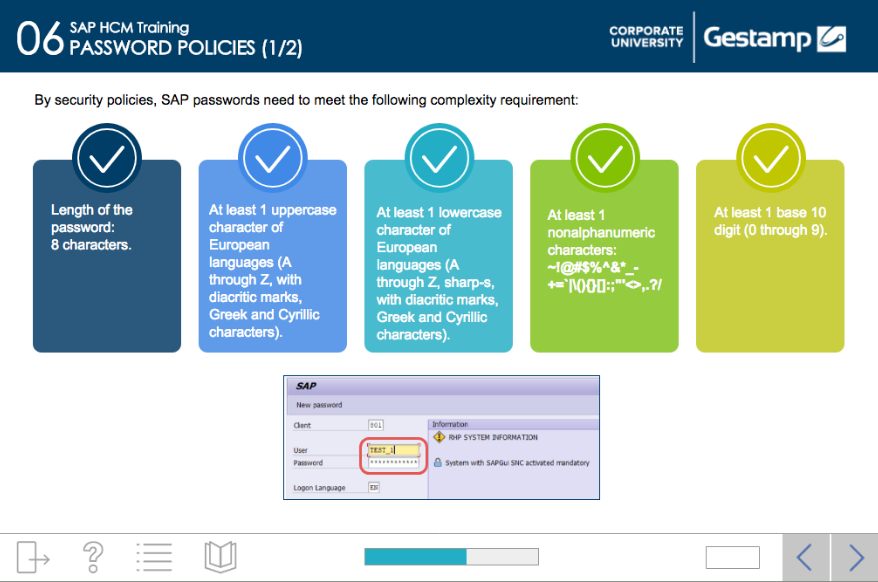 06
SAP HCM Training
PASSWORD POLICIES (1/2)
CORPORATE
UNIVERSITY
Gestamp
By security policies, SAP passwords need to meet the following complexity requirement:
Length of the
password:
8 characters.
At least 1 uppercase
character of
European
languages (A
through Z, with
diacritic marks,
Greek and Cyrillic
characters).
At least 1 lowercase
character of
European
languages (A
through Z, sharp-s,
with diacritic marks,
Greek and Cyrillic
characters).
At least 1
nonalphanumeric
characters:
~!@#$%^&*_-
+=`|\(){}[]:;"'<>,.?/
At least 1 base 10
digit (0 through 9).
SAP
New password
Client 801
Information
RHP SYSTEM INFORMATION
User TEST_1
Password ************
System with SAPGui SNC activated mandatory
Logon Language EN